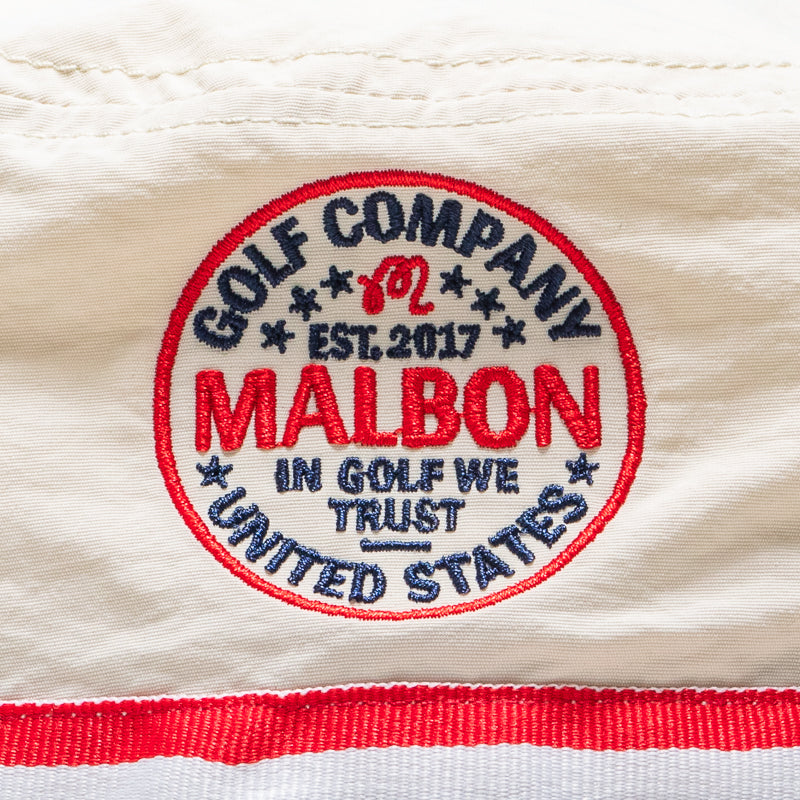 GOLF COMPANY
EST. 2017
MALBON
IN GOLF WE
TRUST
UNITED STATES